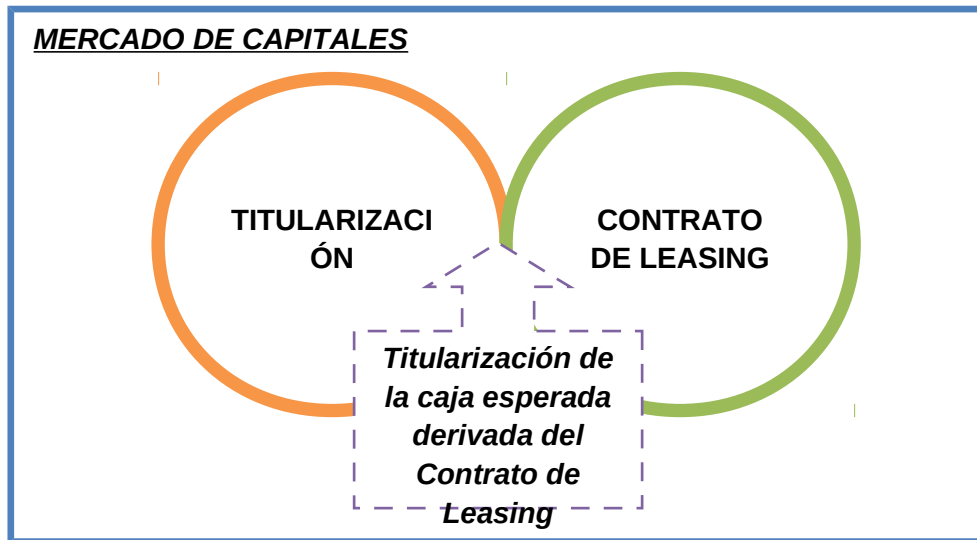 MERCADO DE CAPITALES
TITULARIZACI
ÓN
CONTRATO
DE LEASING
Titularización de
la caja esperada
derivada del
Contrato de
Leasing